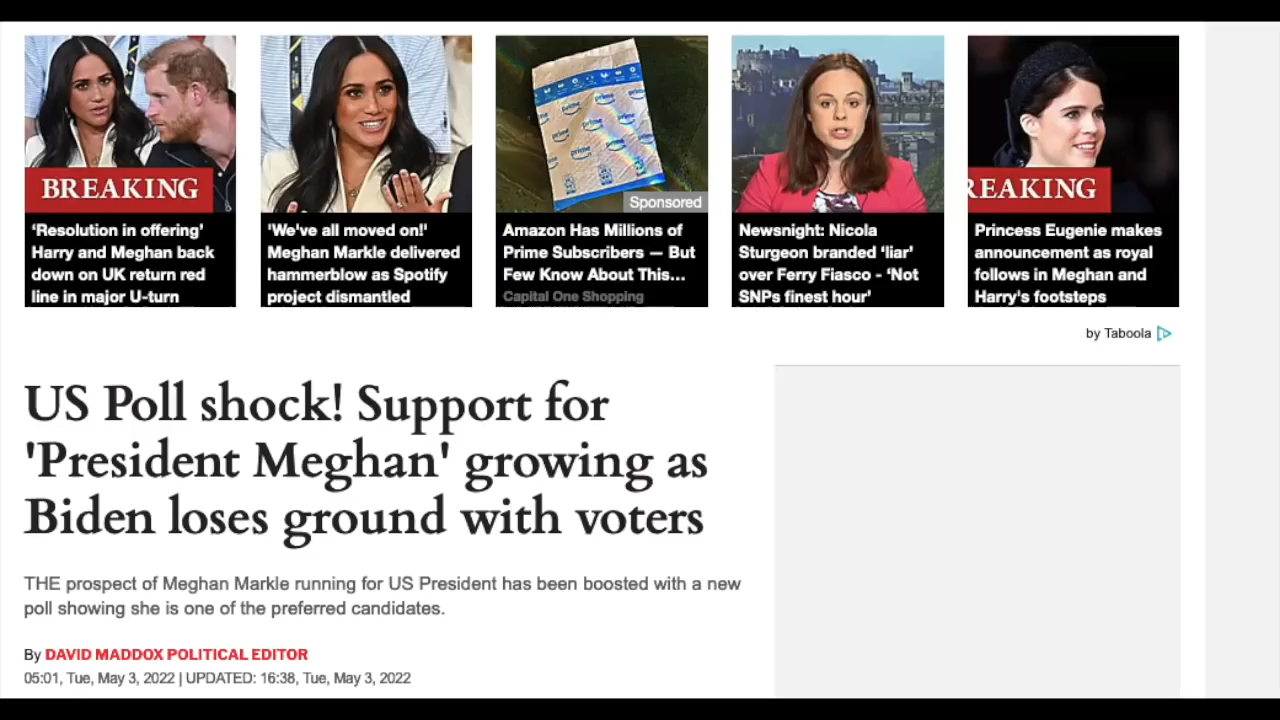 BREAKING
'Resolution in offering'
Harry and Meghan back
down on UK return red
line in major U-turn
'We've all moved on!'
Meghan Markle delivered
hammerblow as Spotify
project dismantled
prime
prime
prime
prime
prime
Sponsored
Amazon Has Millions of
Prime Subscribers — But
Few Know About This...
Capital One Shopping
Newsnight: Nicola
Sturgeon branded 'liar'
over Ferry Fiasco - 'Not
SNPs finest hour'
REAKING
Princess Eugenie makes
announcement as royal
follows in Meghan and
Harry's footsteps
by Taboola
US Poll shock! Support for
'President Meghan' growing as
Biden loses ground with voters
THE prospect of Meghan Markle running for US President has been boosted with a new
poll showing she is one of the preferred candidates.
By DAVID MADDOX POLITICAL EDITOR
05:01, Tue, May 3, 2022 | UPDATED: 16:38, Tue, May 3, 2022